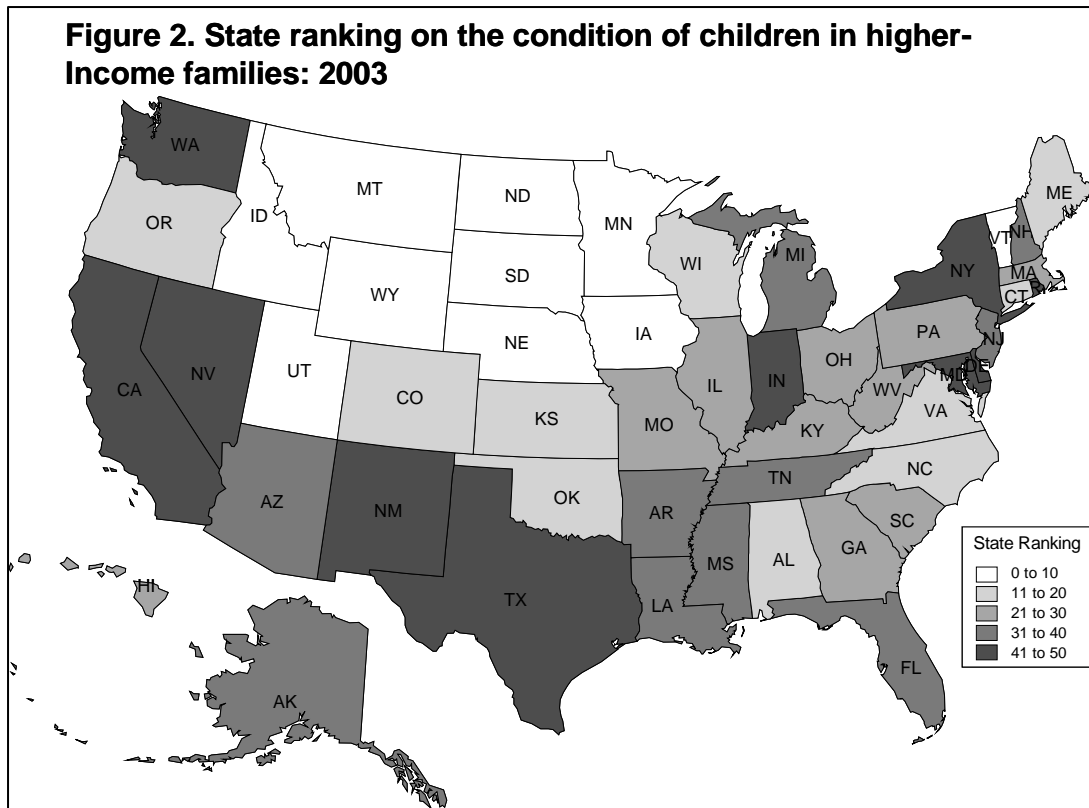 Figure 2. State ranking on the condition of children in higher-
Income families: 2003
WA
MT
ND
MN
ME
OR
ID
VT
NH
WI
MI
NY
SD
MA
RI
CT
WY
IA
PA
NE
NJ
OH
NV
UT
IL
IN
DE
MD
CA
CO
WV
KS
MO
VA
KY
NC
TN
OK
AZ
NM
AR
SC
GA
AL
MS
State Ranking
HI
0 to 10
11 to 20
TX
LA
21 to 30
31 to 40
41 to 50
FL
AK